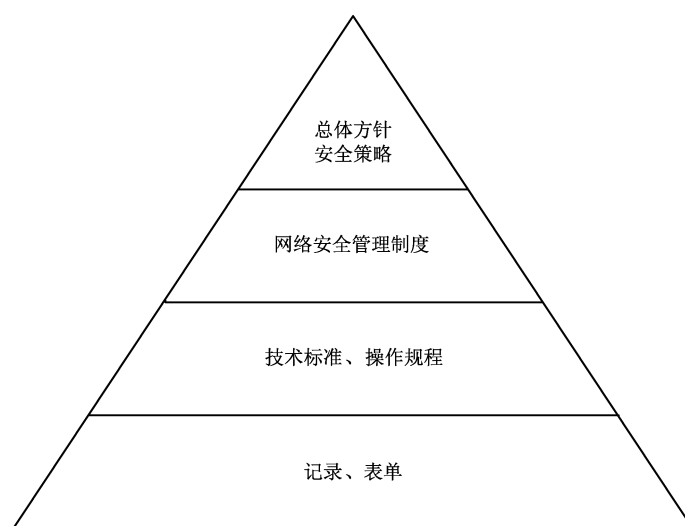 总体方针
安全策略
网络安全管理制度
技术标准、操作规程
记录、表单